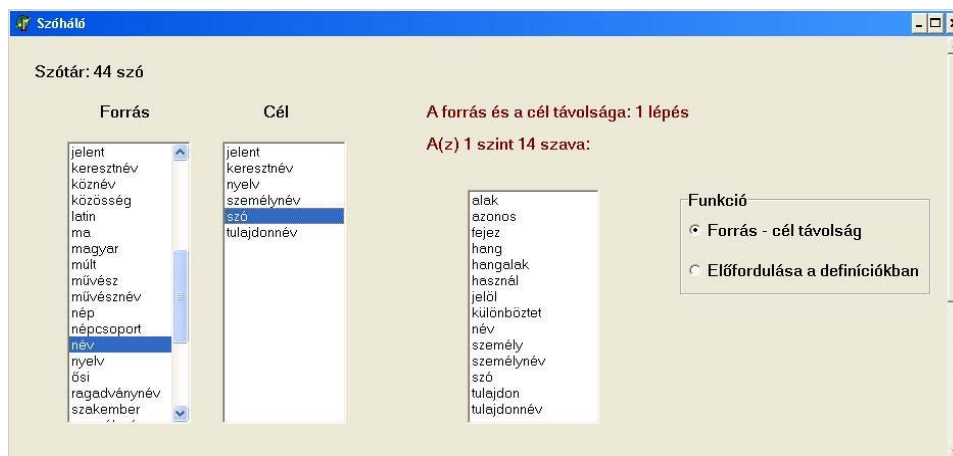 Szóháló
Szótár: 44 szó
Forrás
jelent
keresztnév
köznév
közösség
latin
ma
magyar
múlt
művész
művésznév
nép
népcsoport
név
nyelv
ősi
ragadványnév
szakember
Cél
jelent
keresztnév
nyelv
személynév
szó
tulajdonnév
A forrás és a cél távolsága: 1 lépés
A(z) 1 szint 14 szava:
alak
azonos
fejez
hang
hangalak
használ
jelöl
különböztet
név
személy
személynév
szó
tulajdon
tulajdonnév
Funkció
Forrás - cél távolság
Előfordulása a definíciókban